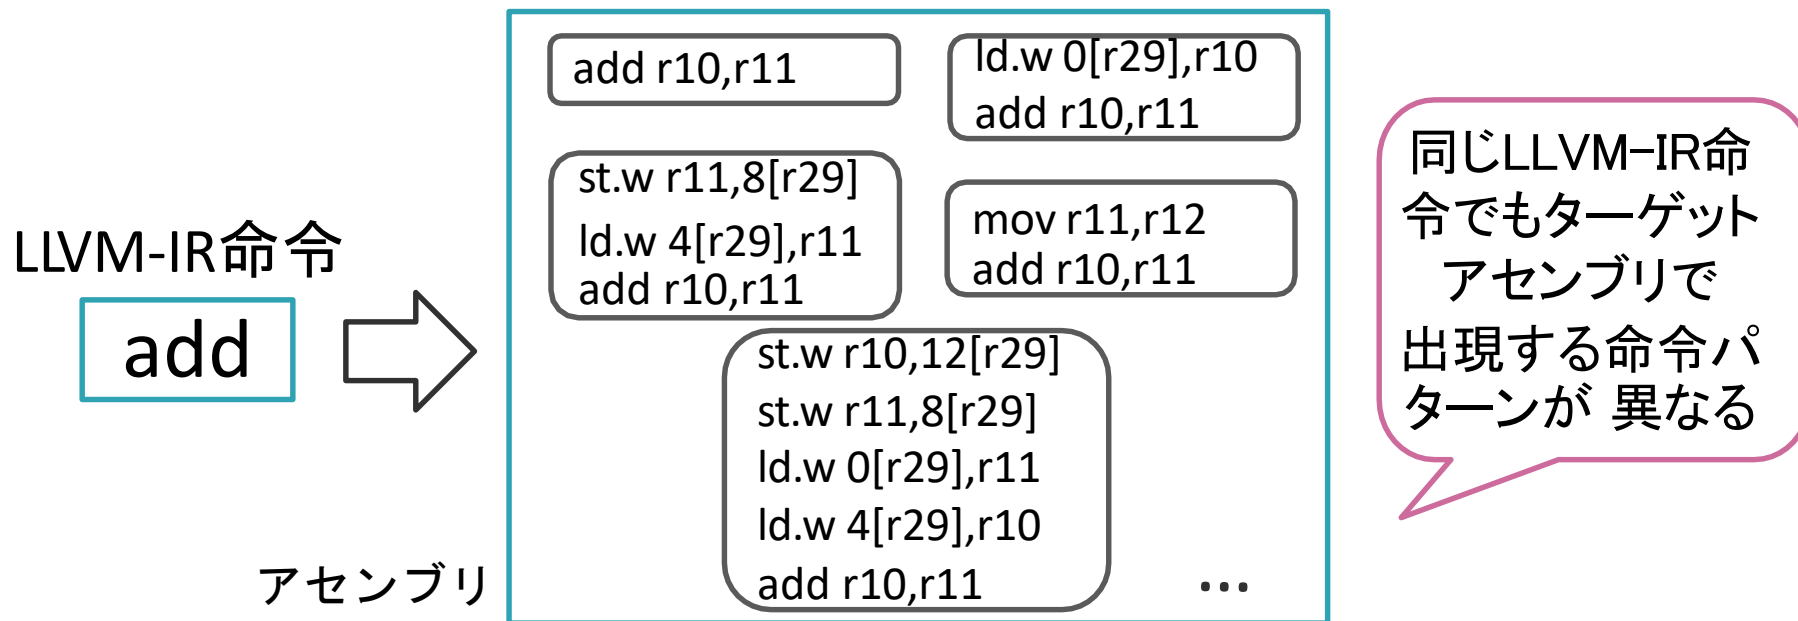 LLVM-IR命令
add
アセンブリ
add r10,r11
ld.w 0[r29],r10
add r10,r11
st.w r11,8[r29]
ld.w 4[r29],r11
add r10,r11
mov r11,r12
add r10,r11
st.w r10,12[r29]
st.w r11,8[r29]
ld.w 0[r29],r11
ld.w 4[r29],r10
add r10,r11
...
同じLLVM-IR命
令でもターゲット
アセンブリで
出現する命令パ
ターンが 異なる